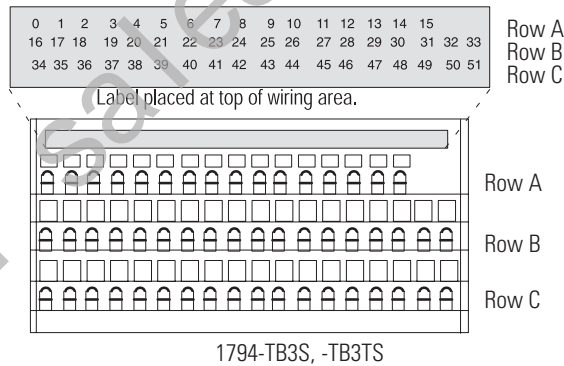 0 1 2 3 4 5 6 7 8 9 10 11 12 13 14 15 Row A
16 17 18 19 20 21 22 23 24 25 26 27 28 29 30 31 32 33 Row B
34 35 36 37 38 39 40 41 42 43 44 45 46 47 48 49 50 51 Row C
Label placed at top of wiring area.
Row A
Row B
Row C
1794-TB3S, -TB3TS